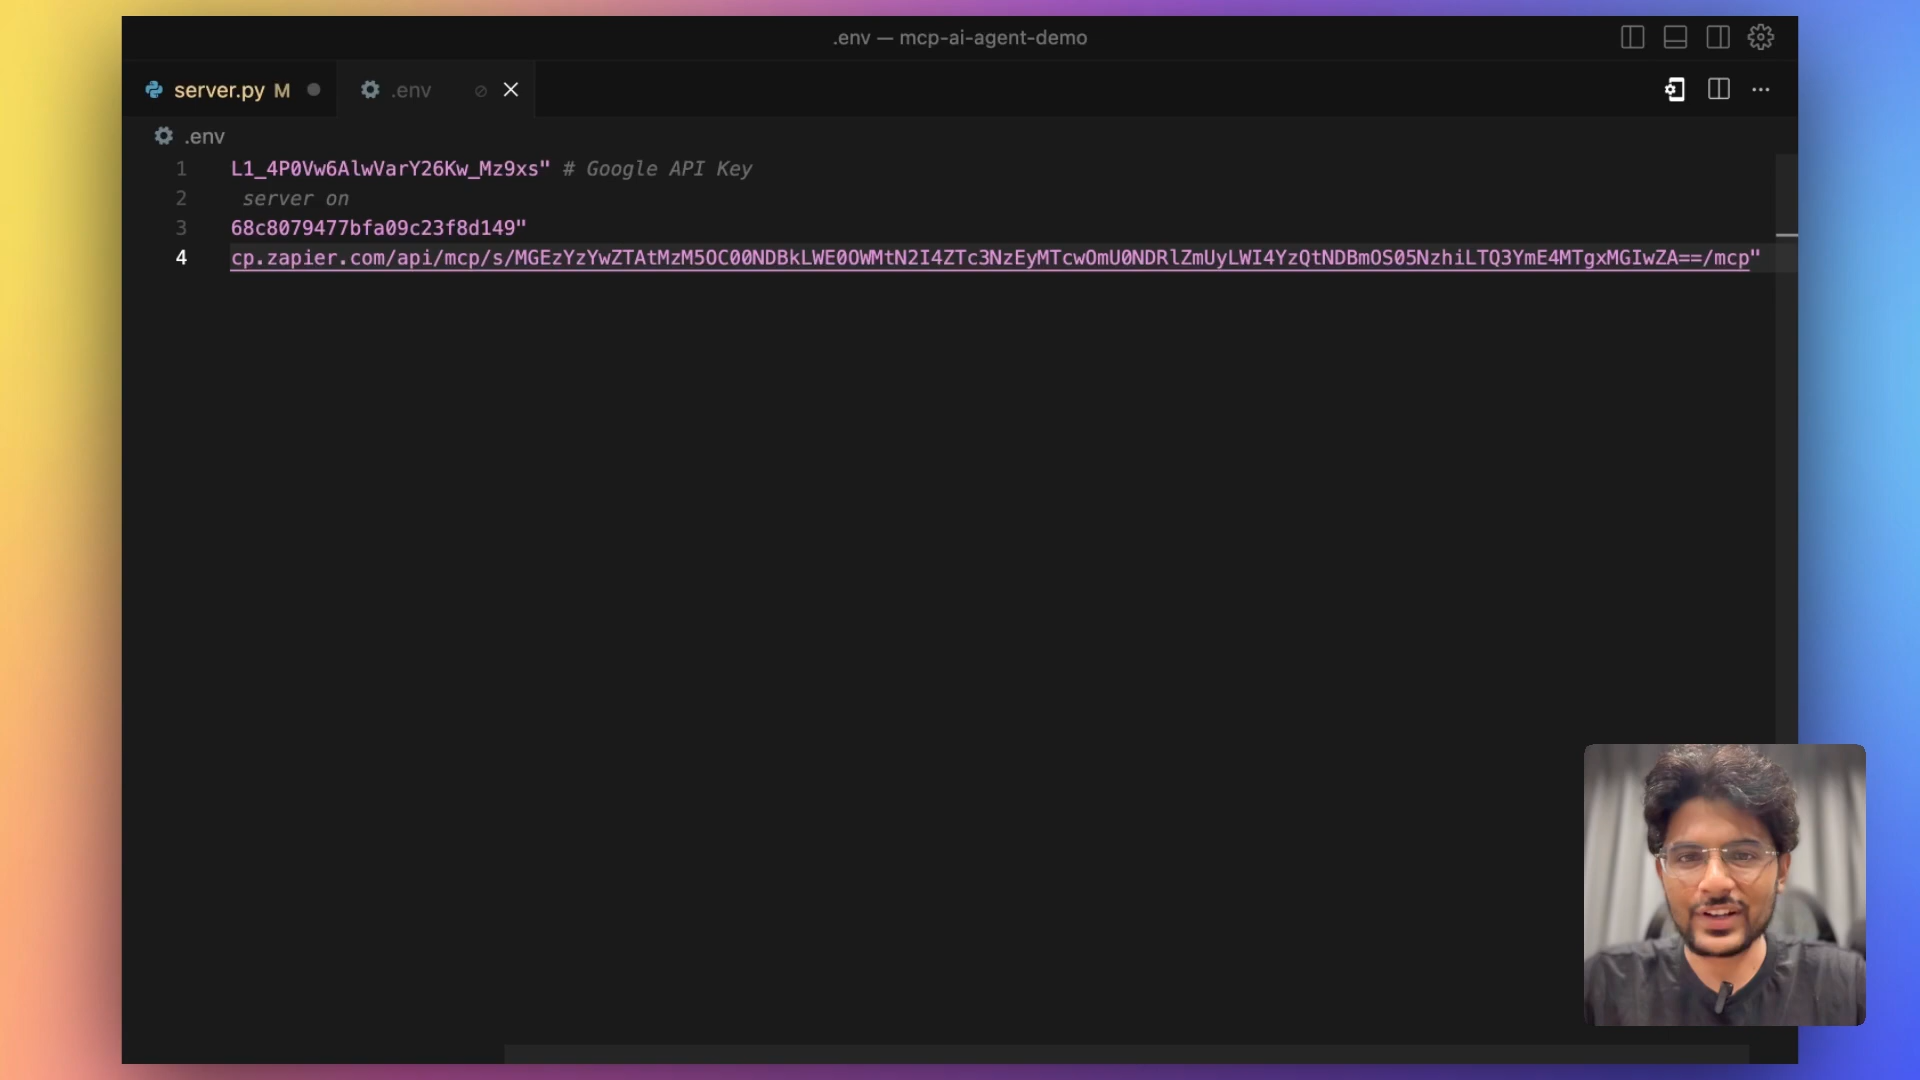 .env — mcp-ai-agent-demo
server.py M .env
.env
1 L1_4P0Vw6AlwVarY26Kw_Mz9xs" # Google API Key
2 server on
3 68c8079477bfa09c23f8d149"
4 cp.zapier.com/api/mcp/s/MGEzYzYwZTAtMzM5OC00NDBkLWE0OWMtN2I4ZTc3NzEyMTcwOmU0NDRlZmUyLWI4YzQtNDBmOS05NzhiLTQ3YmE4MTgxMGIwZA==/mcp"